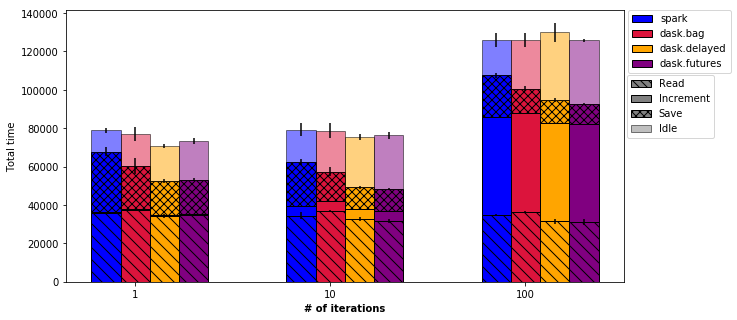 140000
120000
100000
80000
60000
40000
20000
0
Total time
1
10
100
# of iterations
spark
dask.bag
dask.delayed
dask.futures
Read
Increment
Save
Idle